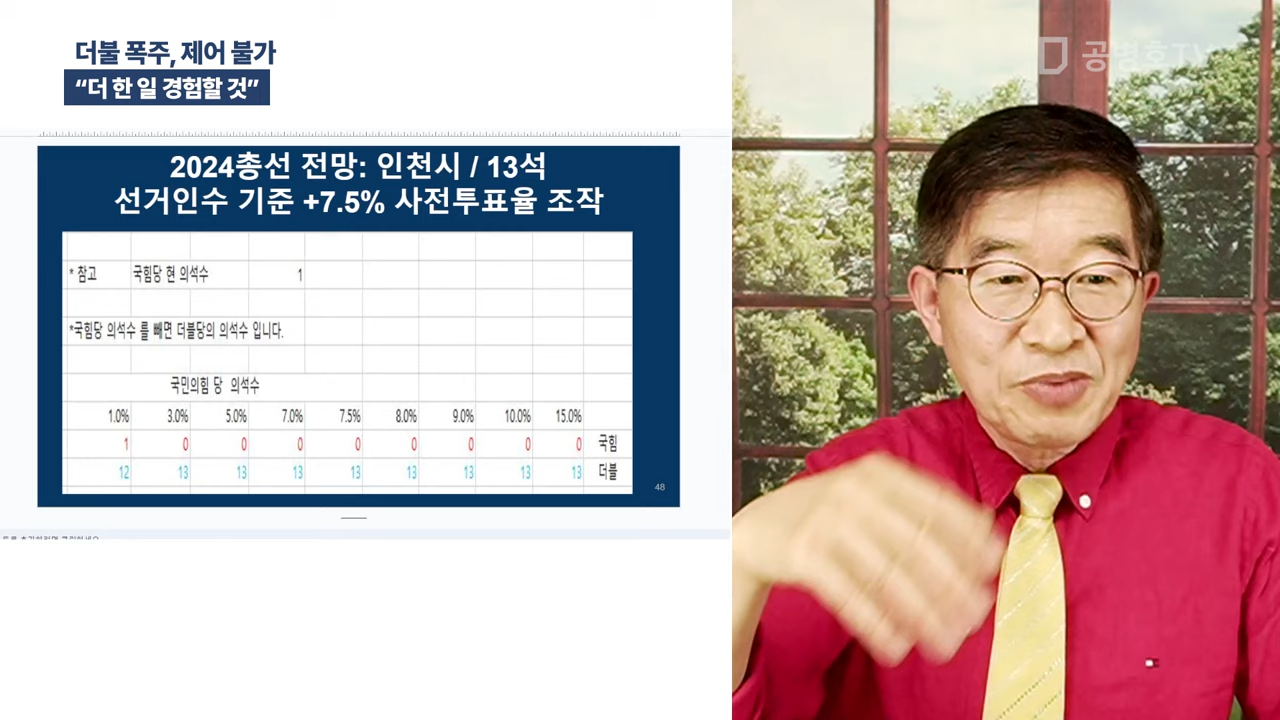 더불 폭주, 제어 불가
“더 한 일 경험할 것”
공병호TV
2024총선 전망: 인천시 / 13석
선거인수 기준 +7.5% 사전투표율 조작
* 참고 국힘당 현 의석수 1
*국힘당 의석수 를 빼면 더불당의 의석수 입니다.
국민의힘 당 의석수
1.0% 3.0% 5.0% 7.0% 7.5% 8.0% 9.0% 10.0% 15.0%
1 0 0 0 0 0 0 0 0 국힘
12 13 13 13 13 13 13 13 13 더불
48